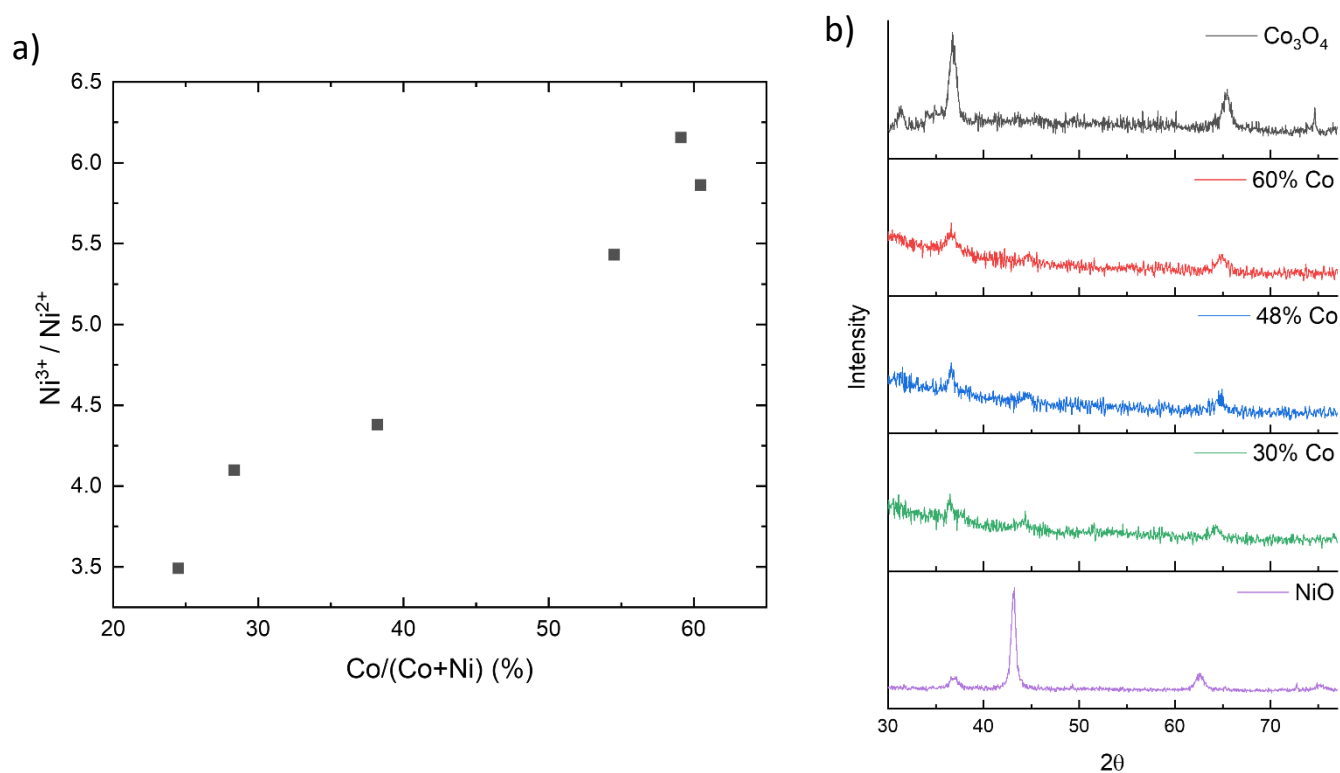 a)
6.5
6.0
5.5
5.0
4.5
4.0
3.5
Ni³⁺ / Ni²⁺
20 30 40 50 60
Co/(Co+Ni) (%)
b)
Co₃O₄
60% Co
48% Co
30% Co
NiO
Intensity
30 40 50 60 70
2θ